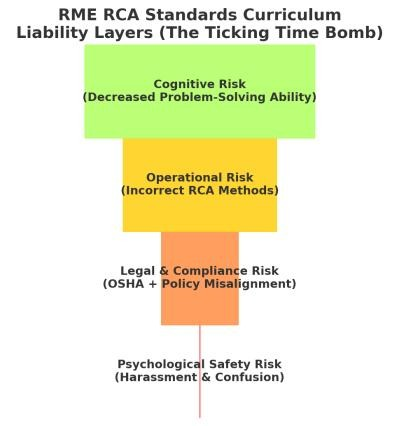 RME RCA Standards Curriculum
Liability Layers (The Ticking Time Bomb)
Cognitive Risk
(Decreased Problem-Solving Ability)
Operational Risk
(Incorrect RCA Methods)
Legal & Compliance Risk
(OSHA + Policy Misalignment)
Psychological Safety Risk
(Harassment & Confusion)